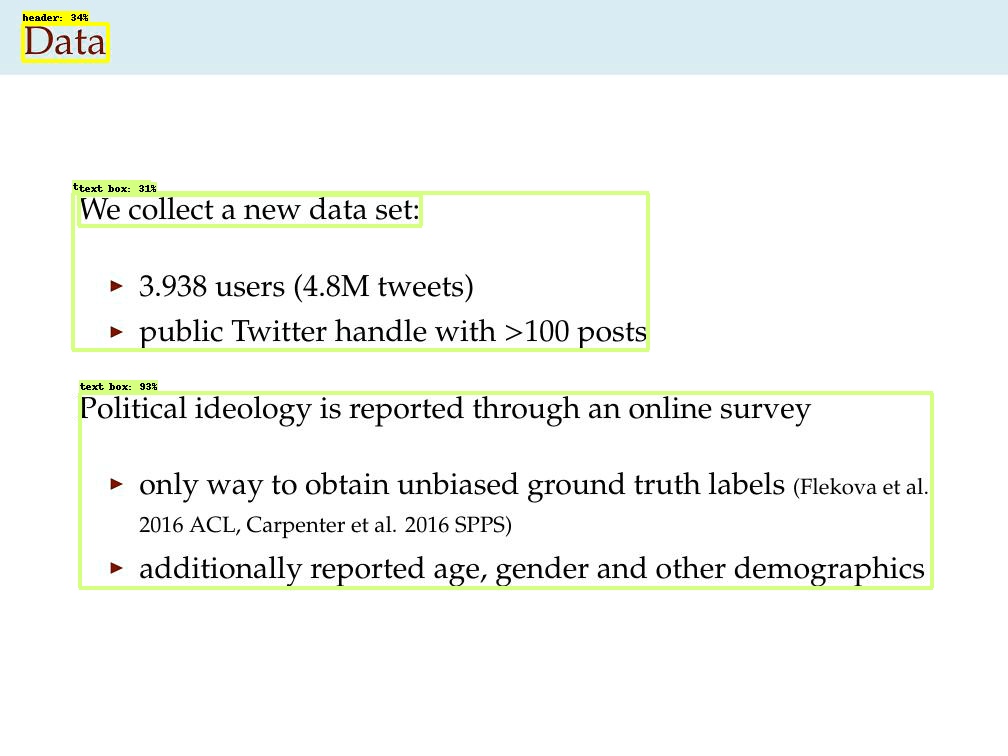 header: 34%
Data
text box: 31%
We collect a new data set:
▸ 3.938 users (4.8M tweets)
▸ public Twitter handle with >100 posts
text box: 93%
Political ideology is reported through an online survey
▸ only way to obtain unbiased ground truth labels (Flekova et al.
2016 ACL, Carpenter et al. 2016 SPPS)
▸ additionally reported age, gender and other demographics